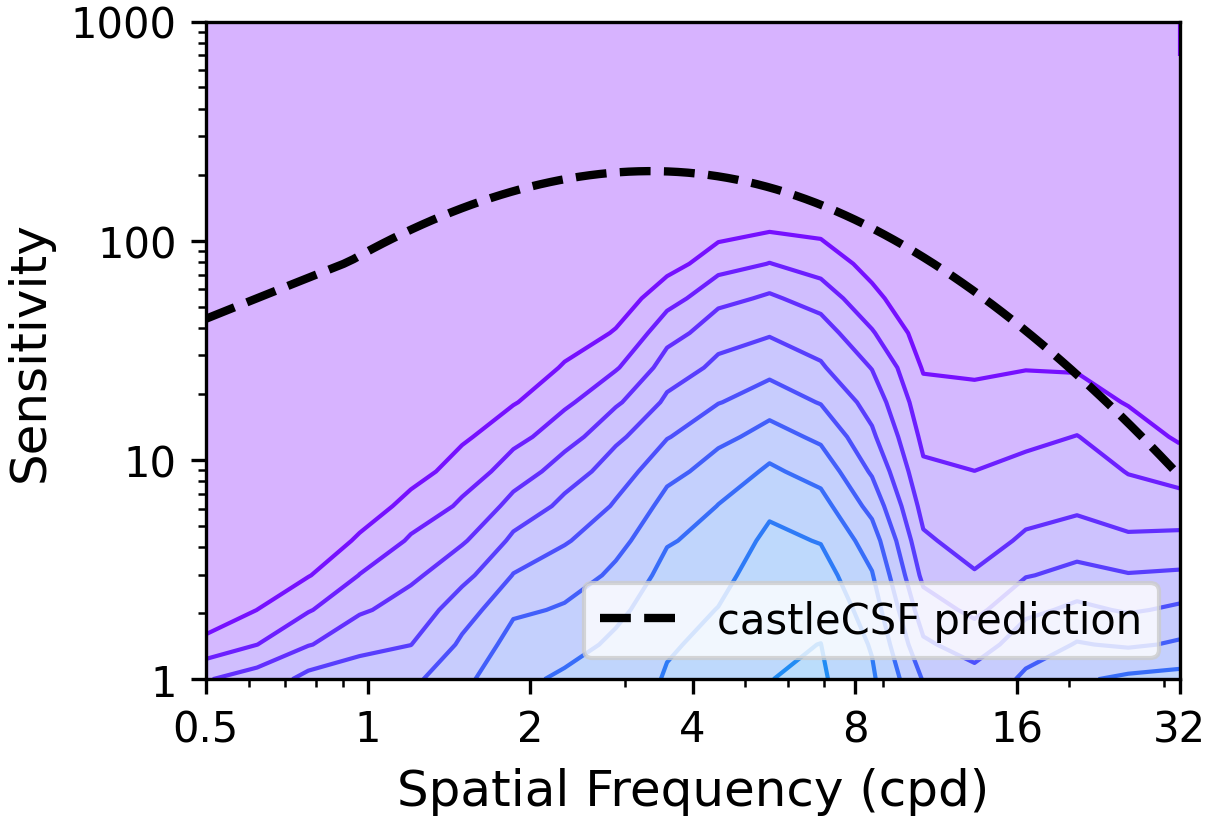 1000
100
10
1
Sensitivity
castleCSF prediction
0.5 1 2 4 8 16 32
Spatial Frequency (cpd)